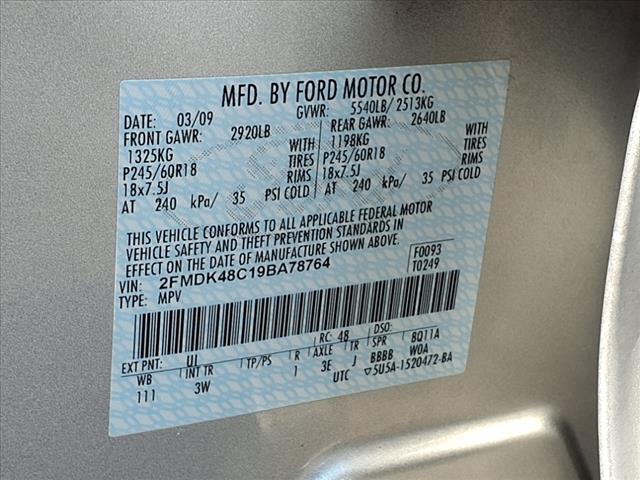 MFD. BY FORD MOTOR CO.
DATE: 03/09 GVWR: 5540LB/ 2513KG
FRONT GAWR: 2920LB REAR GAWR: 2640LB
1325KG WITH 1198KG WITH
P245/60R18 TIRES P245/60R18 TIRES
18x7.5J RIMS 18x7.5J RIMS
AT 240 kPa/ 35 PSI COLD AT 240 kPa/ 35 PSI COLD
THIS VEHICLE CONFORMS TO ALL APPLICABLE FEDERAL MOTOR
VEHICLE SAFETY AND THEFT PREVENTION STANDARDS IN
EFFECT ON THE DATE OF MANUFACTURE SHOWN ABOVE.
VIN: 2FMDK48C19BA78764 F0093
TYPE: MPV T0249
EXT PNT: UI RC: 48 DSO:
WB INT TR TP/PS R AXLE TR SPR 8Q11A
111 3W 1 3E J BBBB W0A
UTC ▽5U5A-1520472-BA